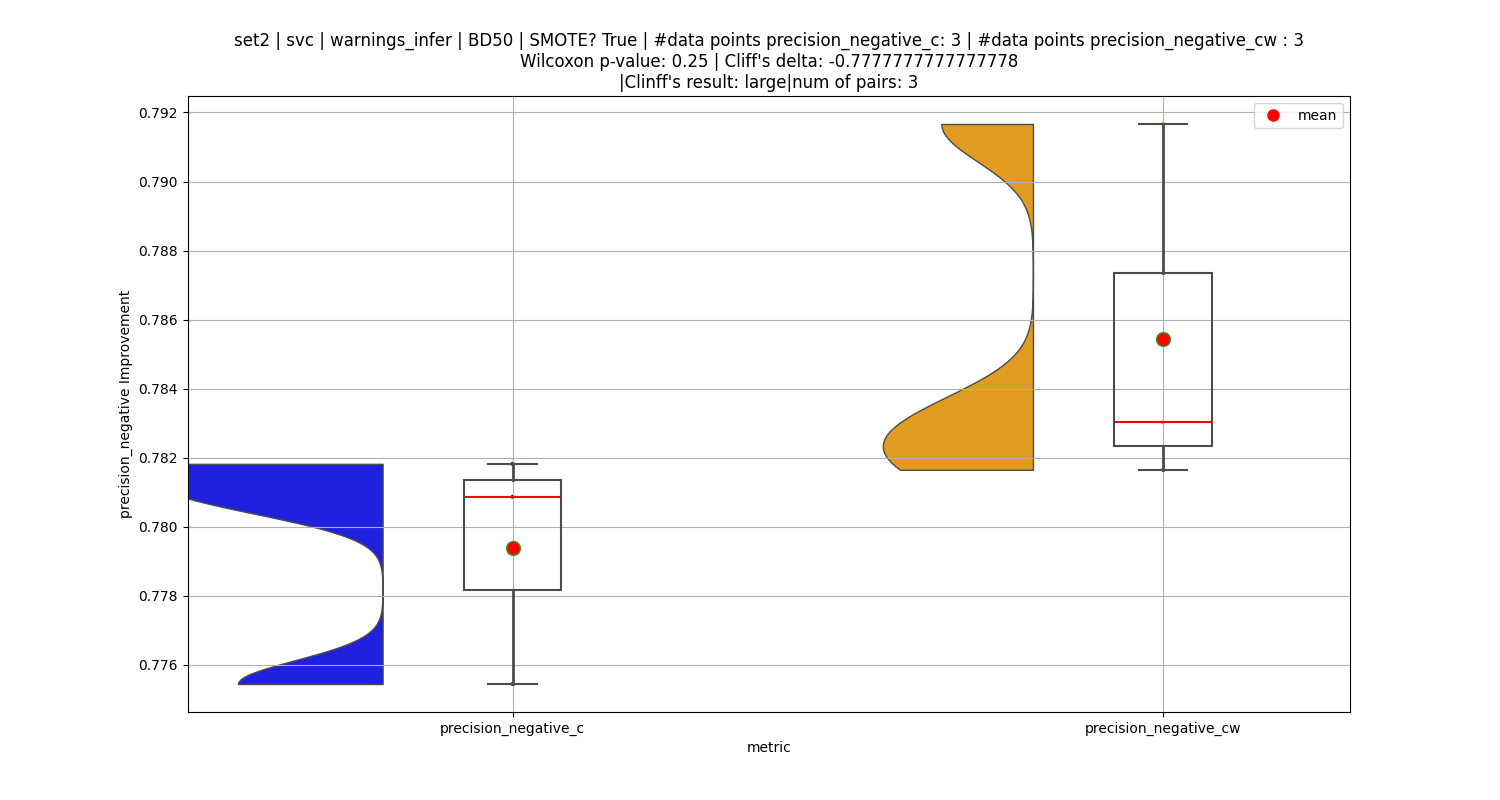 set2 | svc | warnings_infer | BD50 | SMOTE? True | #data points precision_negative_c: 3 | #data points precision_negative_cw : 3
Wilcoxon p-value: 0.25 | Cliff's delta: -0.7777777777777778
|Clinff's result: large|num of pairs: 3
mean
0.792
0.790
0.788
0.786
0.784
0.782
0.780
0.778
0.776
precision_negative Improvement
precision_negative_c
precision_negative_cw
metric